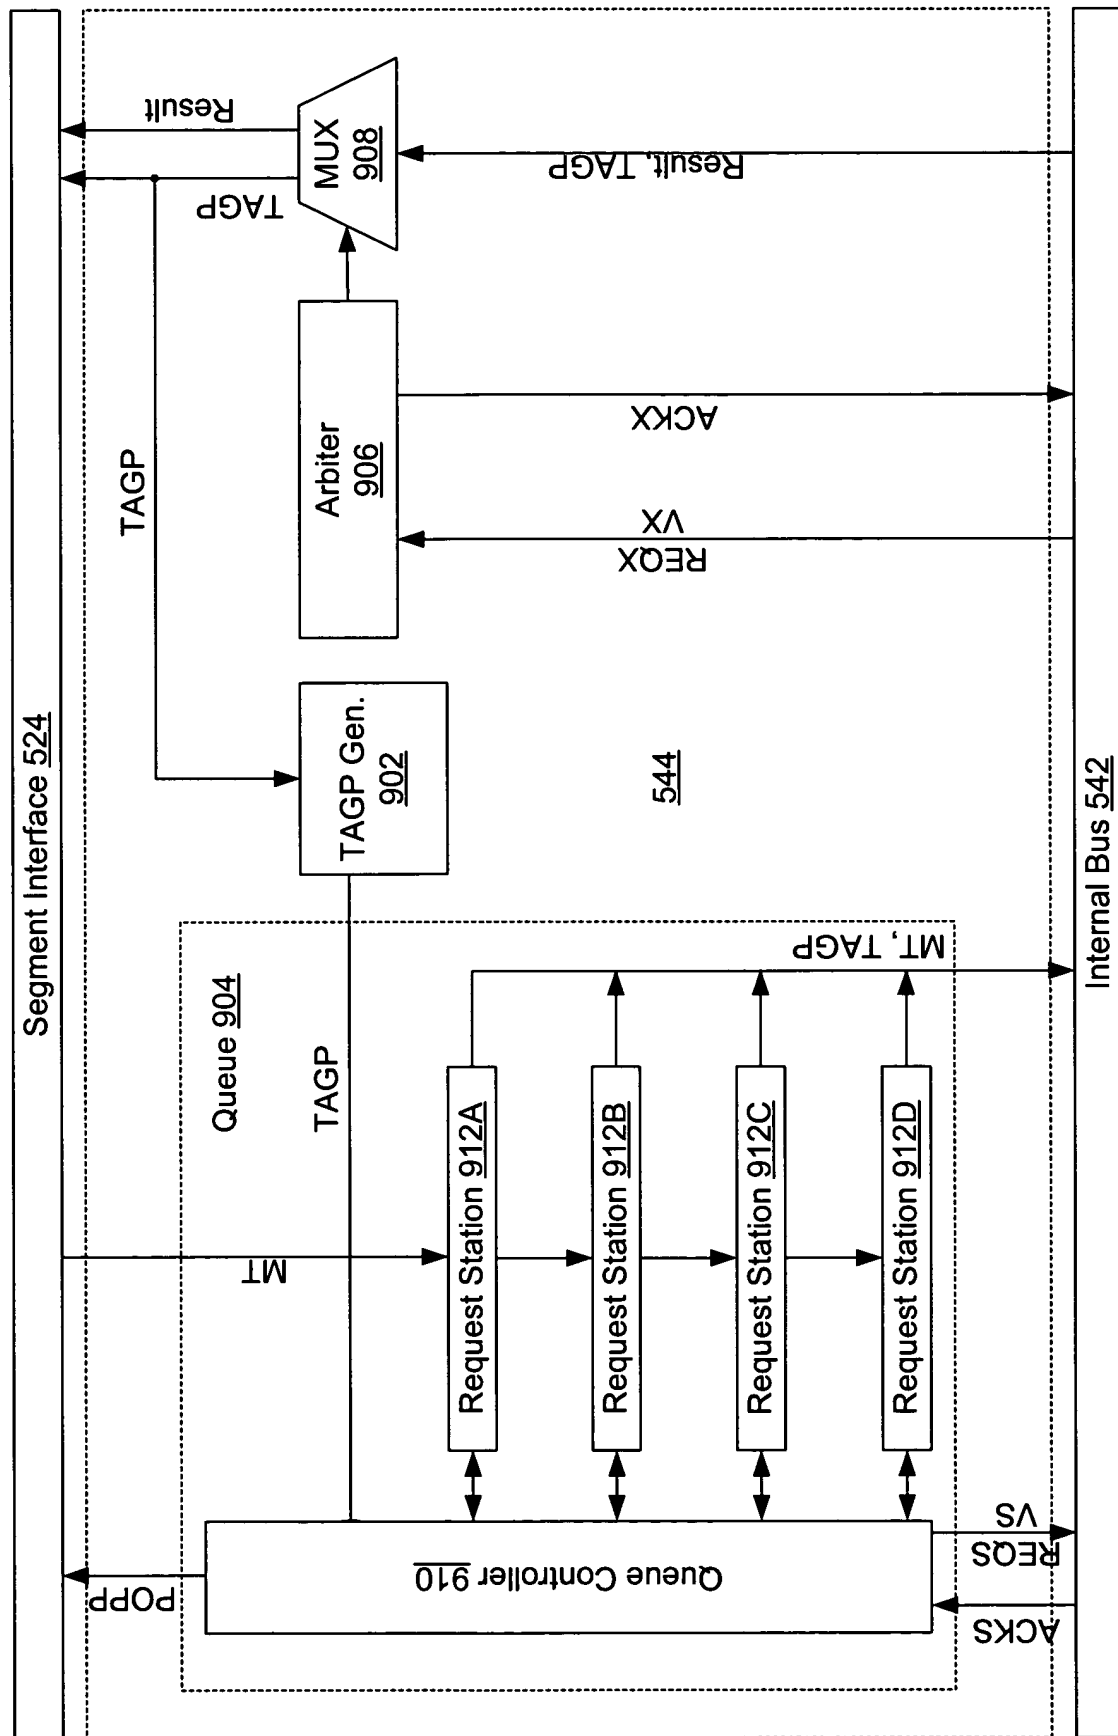 Segment Interface 524
Result
TAGP
MUX
908
Result, TAGP
TAGP
Arbiter
906
ACKX
VX
REQX
TAGP Gen.
902
544
Queue 904
TAGP
MT, TAGP
MT
Request Station 912A
Request Station 912B
Request Station 912C
Request Station 912D
Queue Controller 910
POPP
VS
REQS
ACKS
Internal Bus 542